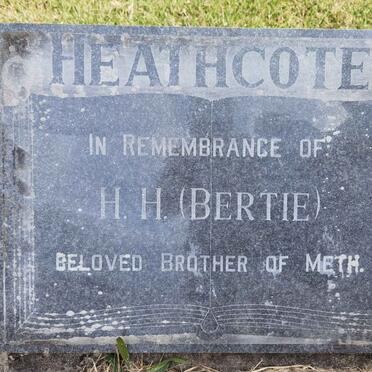 HEATHCOTE
IN REMEMBRANCE OF
H. H. (BERTIE)
BELOVED BROTHER OF METH.